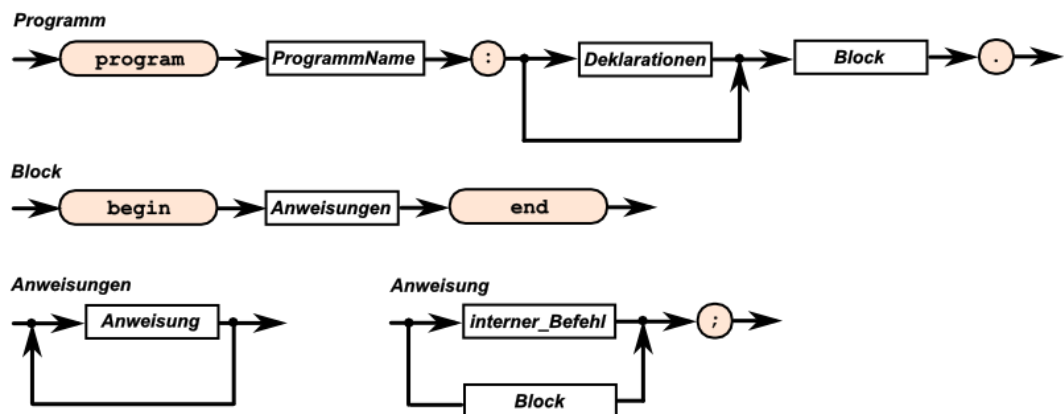 Programm
program ProgrammName : Deklarationen Block .
Block
begin Anweisungen end
Anweisungen Anweisung
Anweisung interner_Befehl ;
Block